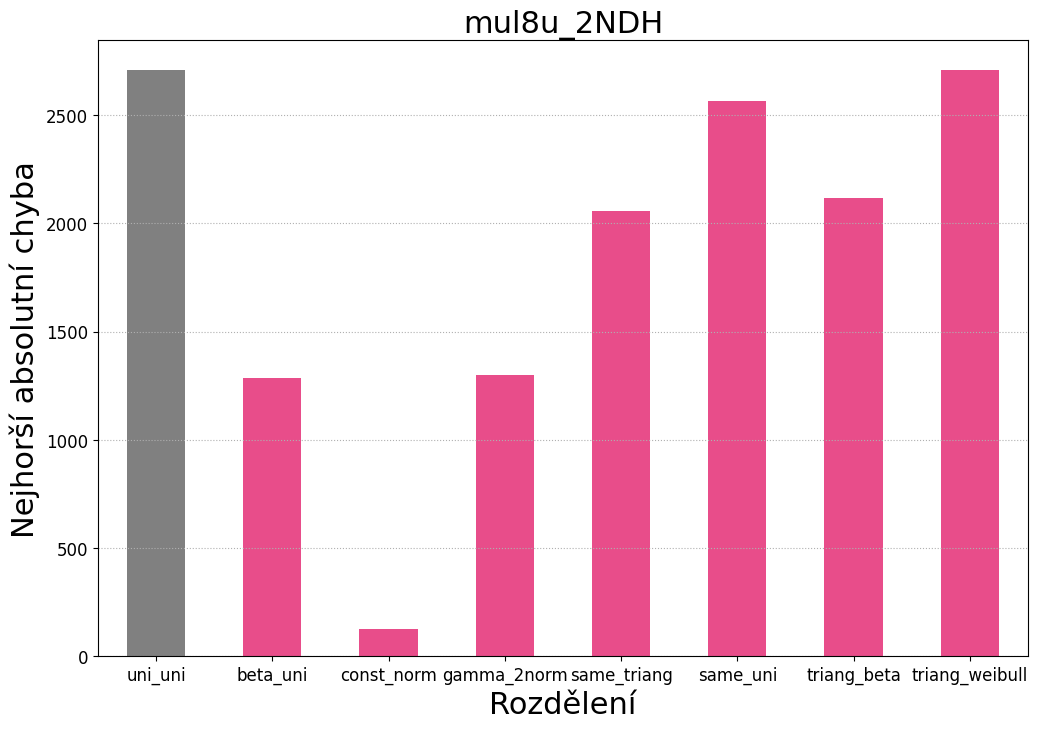 mul8u_2NDH
Nejhorší absolutní chyba
2500
2000
1500
1000
500
0
uni_uni beta_uni const_norm gamma_2norm same_triang same_uni triang_beta triang_weibull
Rozdělení